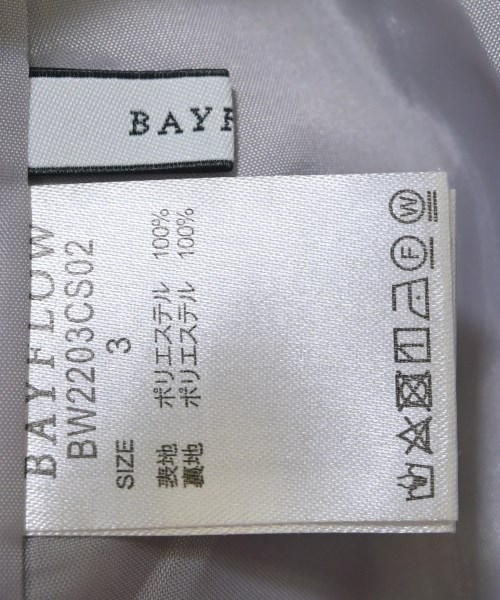 BAYF
BAYFLOW
BW2203CS02
SIZE 3
表地 ポリエステル 100%
裏地 ポリエステル 100%
F W